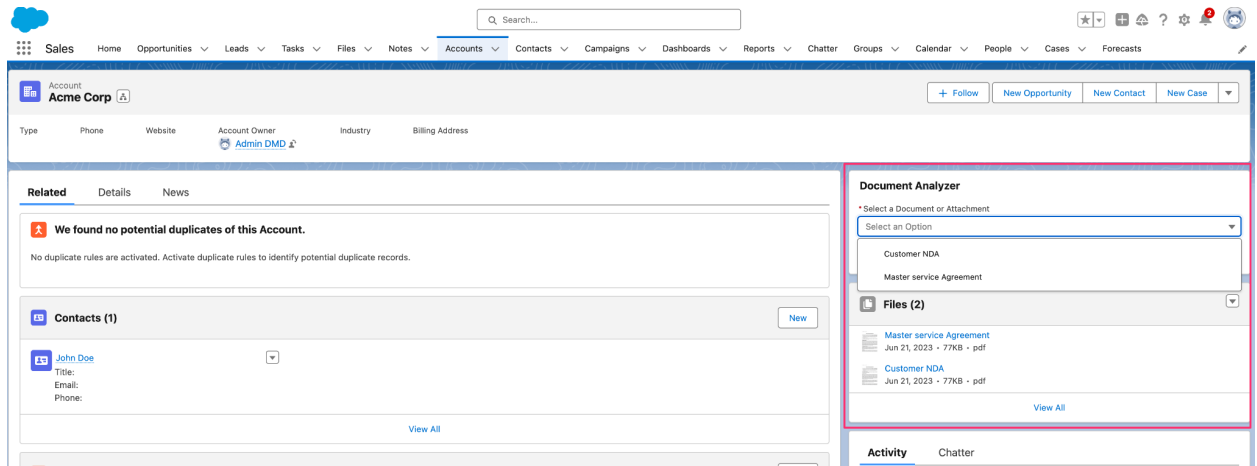 Search...
2
Sales Home Opportunities Leads Tasks Files Notes Accounts Contacts Campaigns Dashboards Reports Chatter Groups Calendar People Cases Forecasts
Account
Acme Corp
+ Follow New Opportunity New Contact New Case
Type Phone Website Account Owner Industry Billing Address
Admin DMD
Related Details News
We found no potential duplicates of this Account.
No duplicate rules are activated. Activate duplicate rules to identify potential duplicate records.
Contacts (1)
New
John Doe
Title:
Email:
Phone:
View All
Document Analyzer
*Select a Document or Attachment
Select an Option
Customer NDA
Master service Agreement
Files (2)
Master service Agreement
Jun 21, 2023 • 77KB • pdf
Customer NDA
Jun 21, 2023 • 77KB • pdf
View All
Activity Chatter